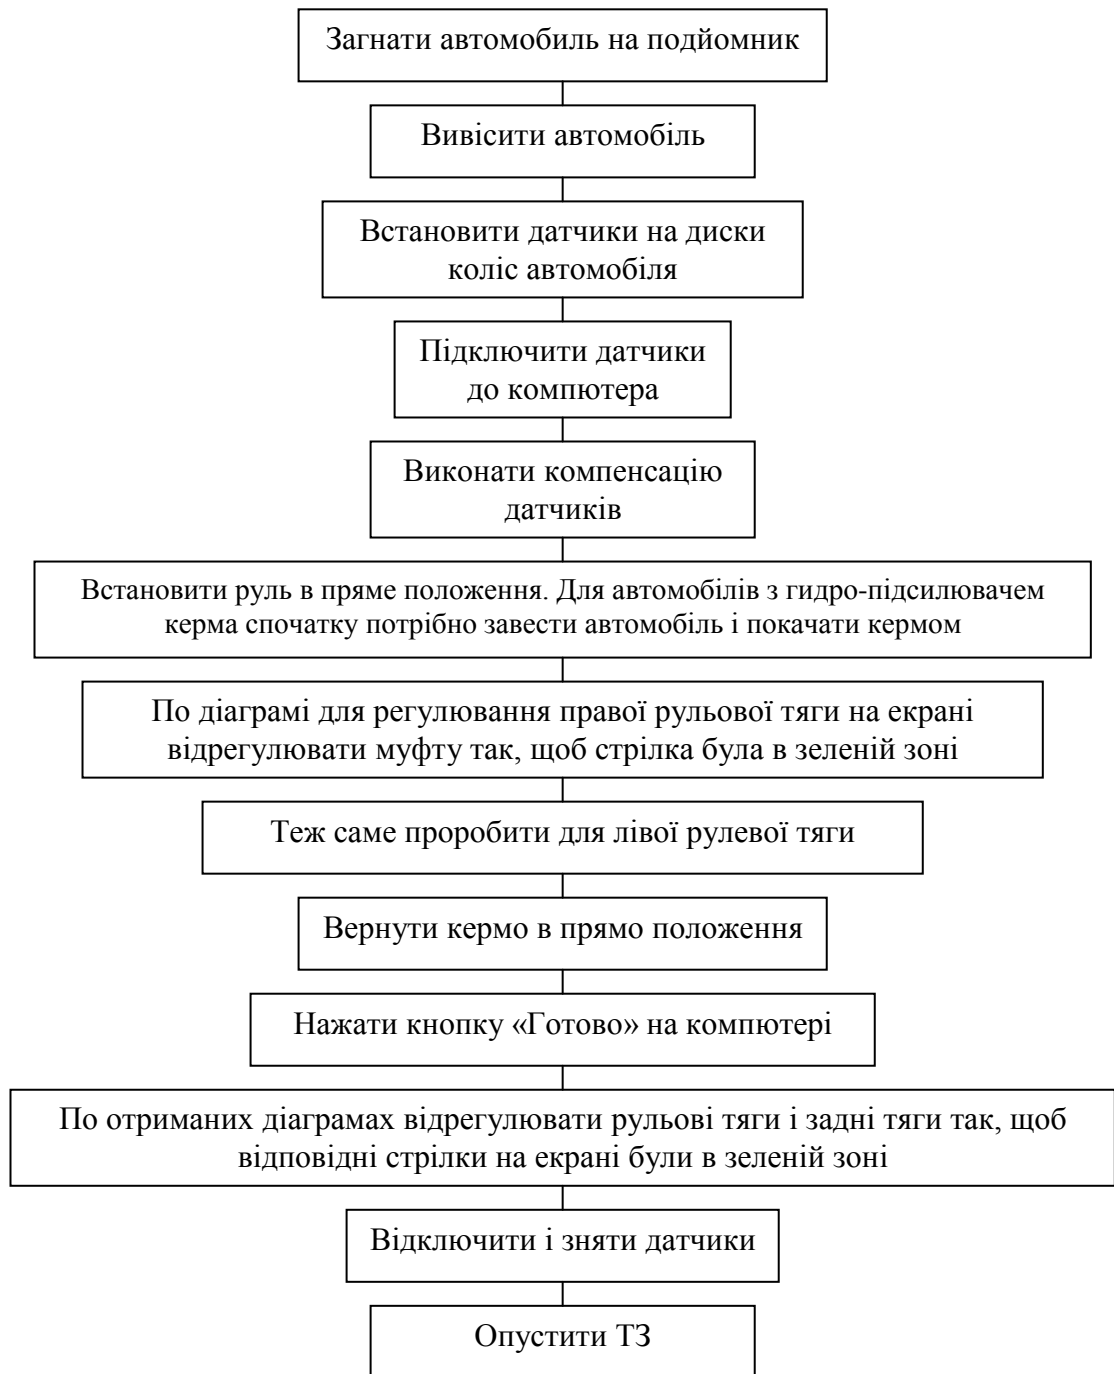 Загнати автомобиль на подйомник
Вивісити автомобіль
Встановити датчики на диски
коліс автомобіля
Підключити датчики
до компютера
Виконати компенсацію
датчиків
Встановити руль в пряме положення. Для автомобілів з гидро-підсилювачем
керма спочатку потрібно завести автомобіль і покачати кермом
По діаграмі для регулювання правої рульової тяги на екрані
відрегулювати муфту так, щоб стрілка була в зеленій зоні
Теж саме проробити для лівої рулевої тяги
Вернути кермо в прямо положення
Нажати кнопку «Готово» на компютері
По отриманих діаграмах відрегулювати рульові тяги і задні тяги так, щоб
відповідні стрілки на екрані були в зеленій зоні
Відключити і зняти датчики
Опустити ТЗ